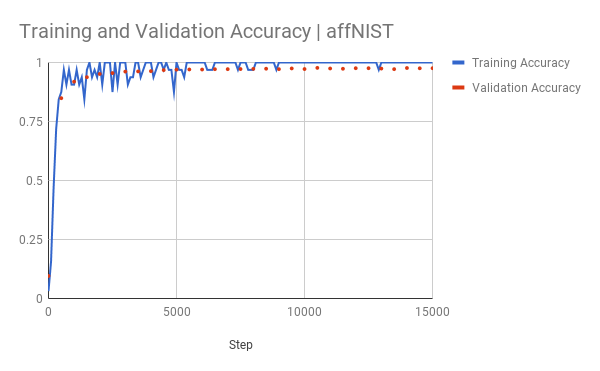 Training and Validation Accuracy | affNIST
1
0.75
0.5
0.25
0
0
5000
10000
15000
Step
Training Accuracy
Validation Accuracy